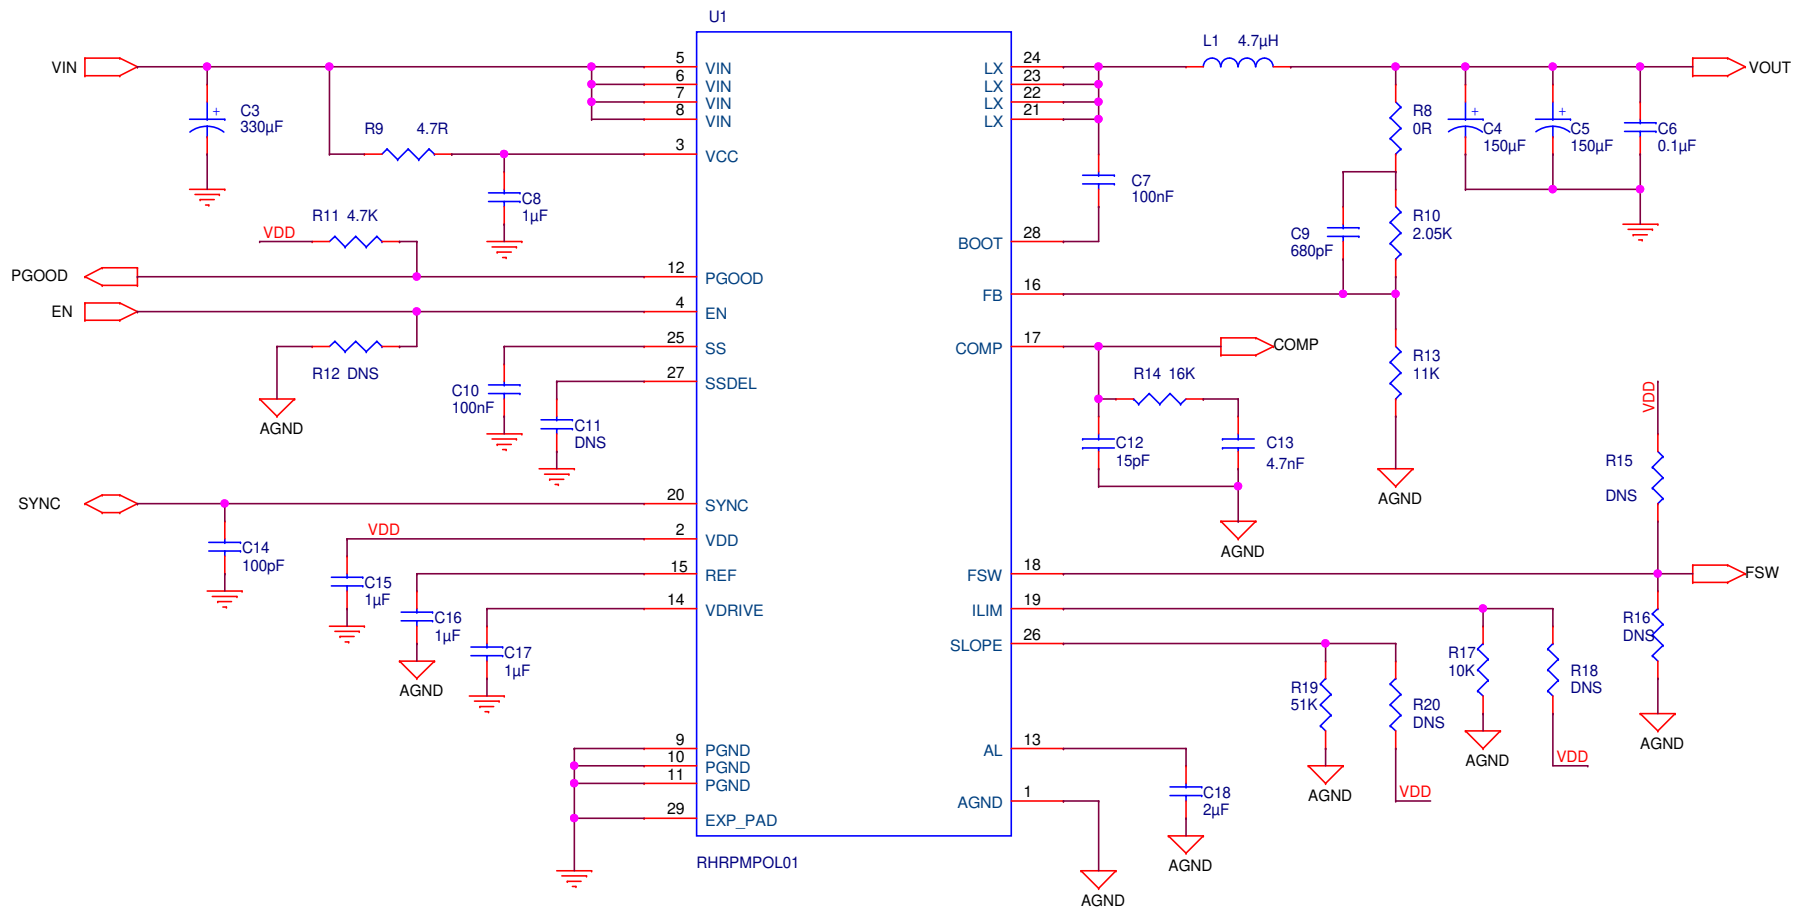 U1
VIN
C3
330µF
R9 4.7R
C8
1µF
R11 4.7K
VDD
PGOOD
EN
R12 DNS
AGND
C10
100nF
C11
DNS
SYNC
C14
100pF
VDD
C15
1µF
C16
1µF
AGND
C17
1µF
5 VIN
6 VIN
7 VIN
8 VIN
3 VCC
12 PGOOD
4 EN
25 SS
27 SSDEL
20 SYNC
2 VDD
15 REF
14 VDRIVE
9 PGND
10 PGND
11 PGND
29 EXP_PAD
RHRPMPOL01
LX 24
LX 23
LX 22
LX 21
BOOT 28
FB 16
COMP 17
FSW 18
ILIM 19
SLOPE 26
AL 13
AGND 1
L1 4.7µH
VOUT
R8
0R
C4
150µF
C5
150µF
C6
0.1µF
C7
100nF
C9
680pF
R10
2.05K
COMP
R14 16K
R13
11K
C12
15pF
C13
4.7nF
AGND
AGND
VDD
R15
DNS
FSW
R16
DNS
R17
10K
R18
DNS
R19
51K
R20
DNS
AGND
AGND
VDD
AGND
VDD
C18
2µF
AGND
AGND